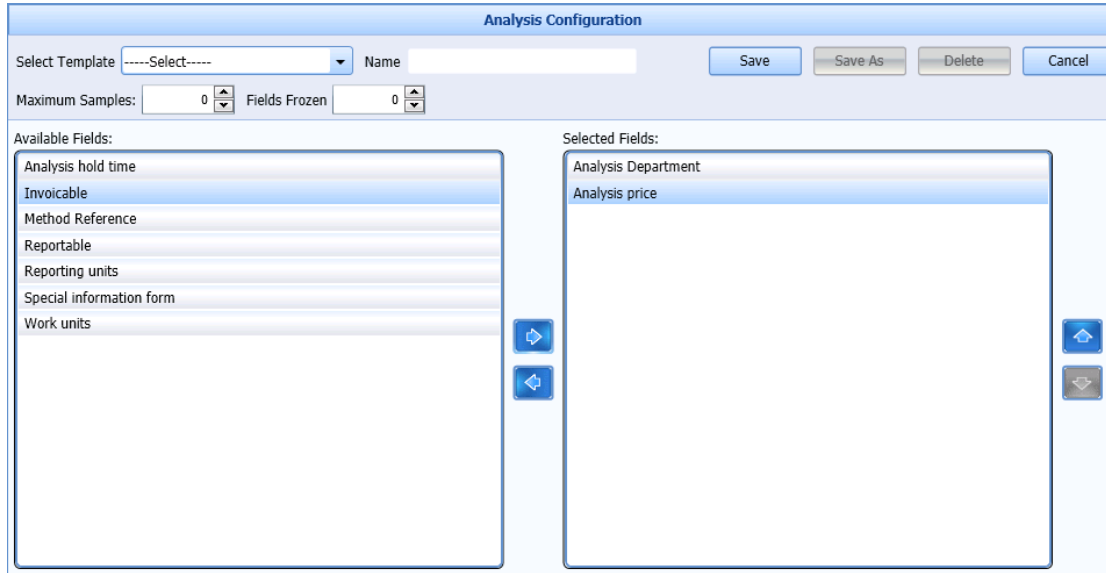 Analysis Configuration
Select Template -----Select----- Name Save Save As Delete Cancel
Maximum Samples: 0 Fields Frozen 0
Available Fields:
Analysis hold time
Invoicable
Method Reference
Reportable
Reporting units
Special information form
Work units
Selected Fields:
Analysis Department
Analysis price